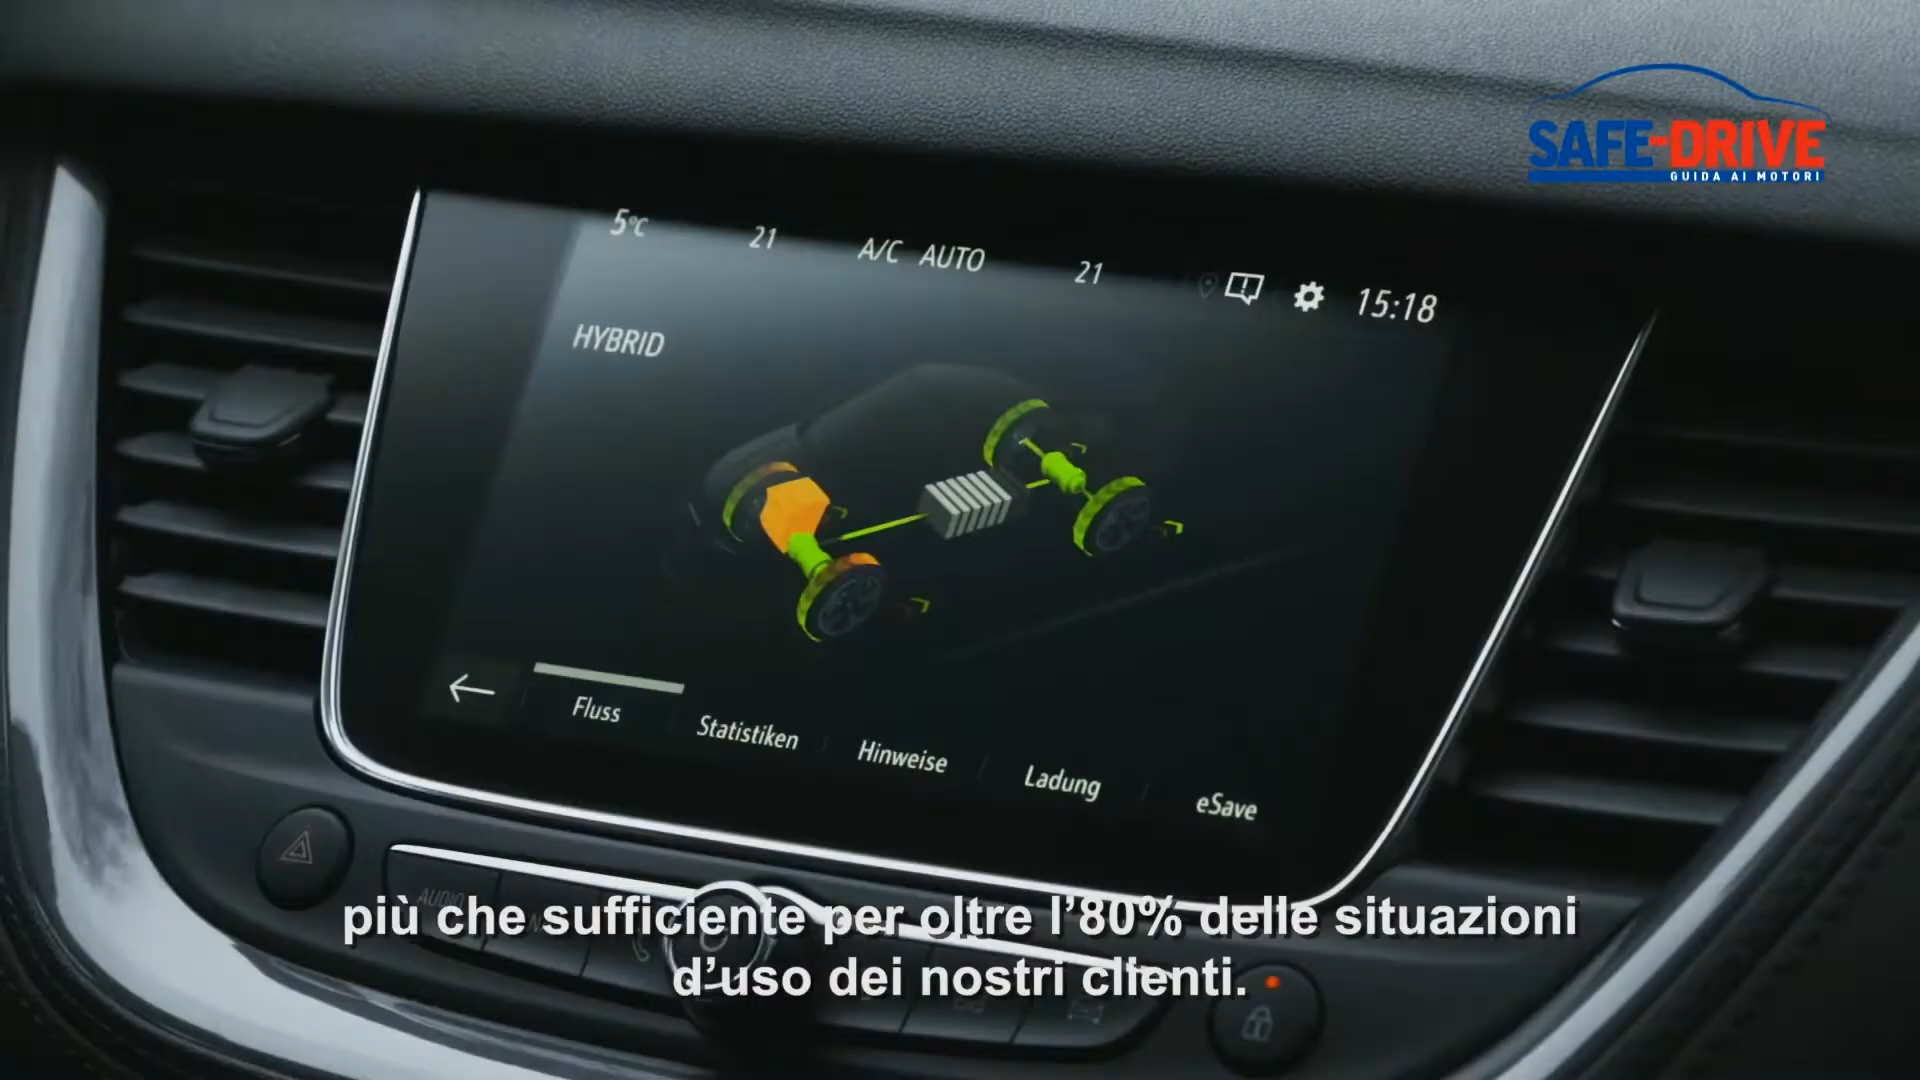 SAFE-DRIVE
GUIDA AI MOTORI
5°C 21 A/C AUTO 21 15:18
HYBRID
Fluss Statistiken Hinweise Ladung eSave
AUDIO
più che sufficiente per oltre l'80% delle situazioni
d'uso dei nostri clienti.